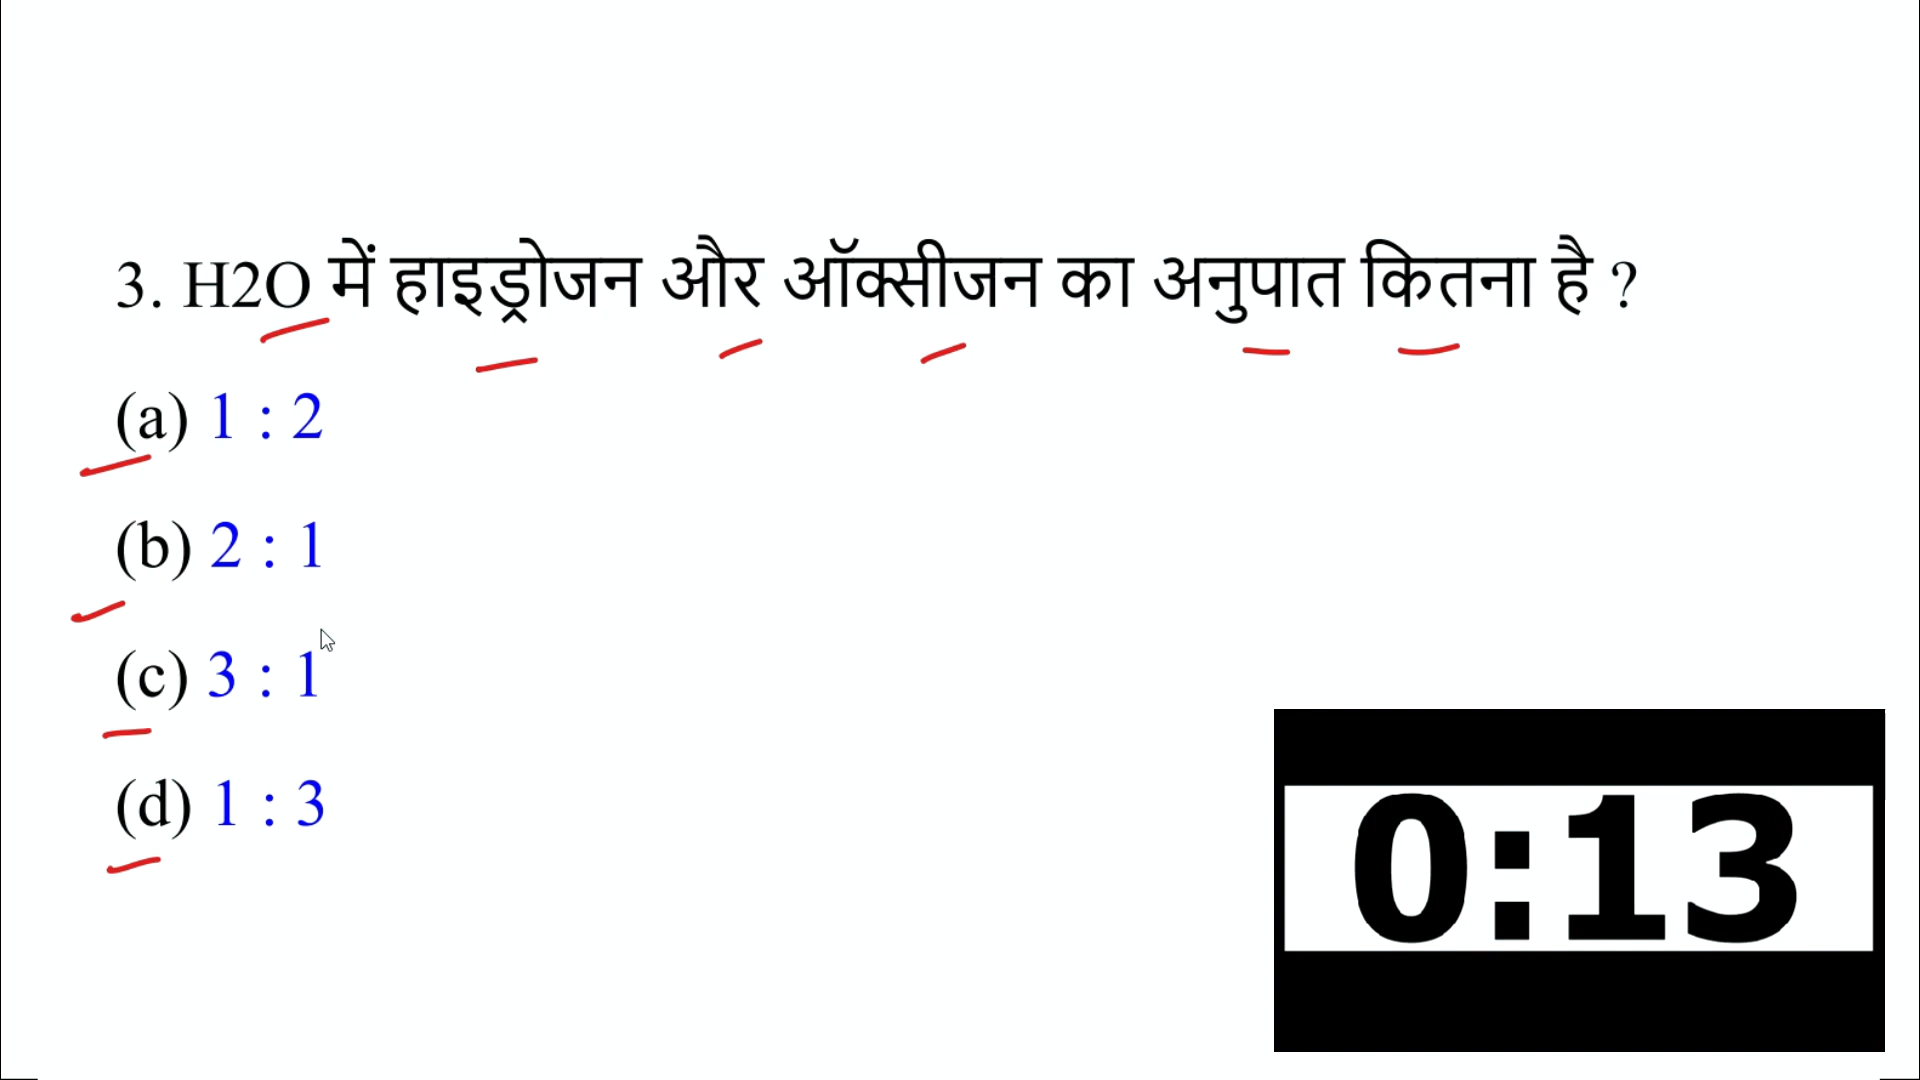 3. H2O में हाइड्रोजन और ऑक्सीजन का अनुपात कितना है ?
(a) 1 : 2
(b) 2 : 1
(c) 3 : 1
(d) 1 : 3
0:13